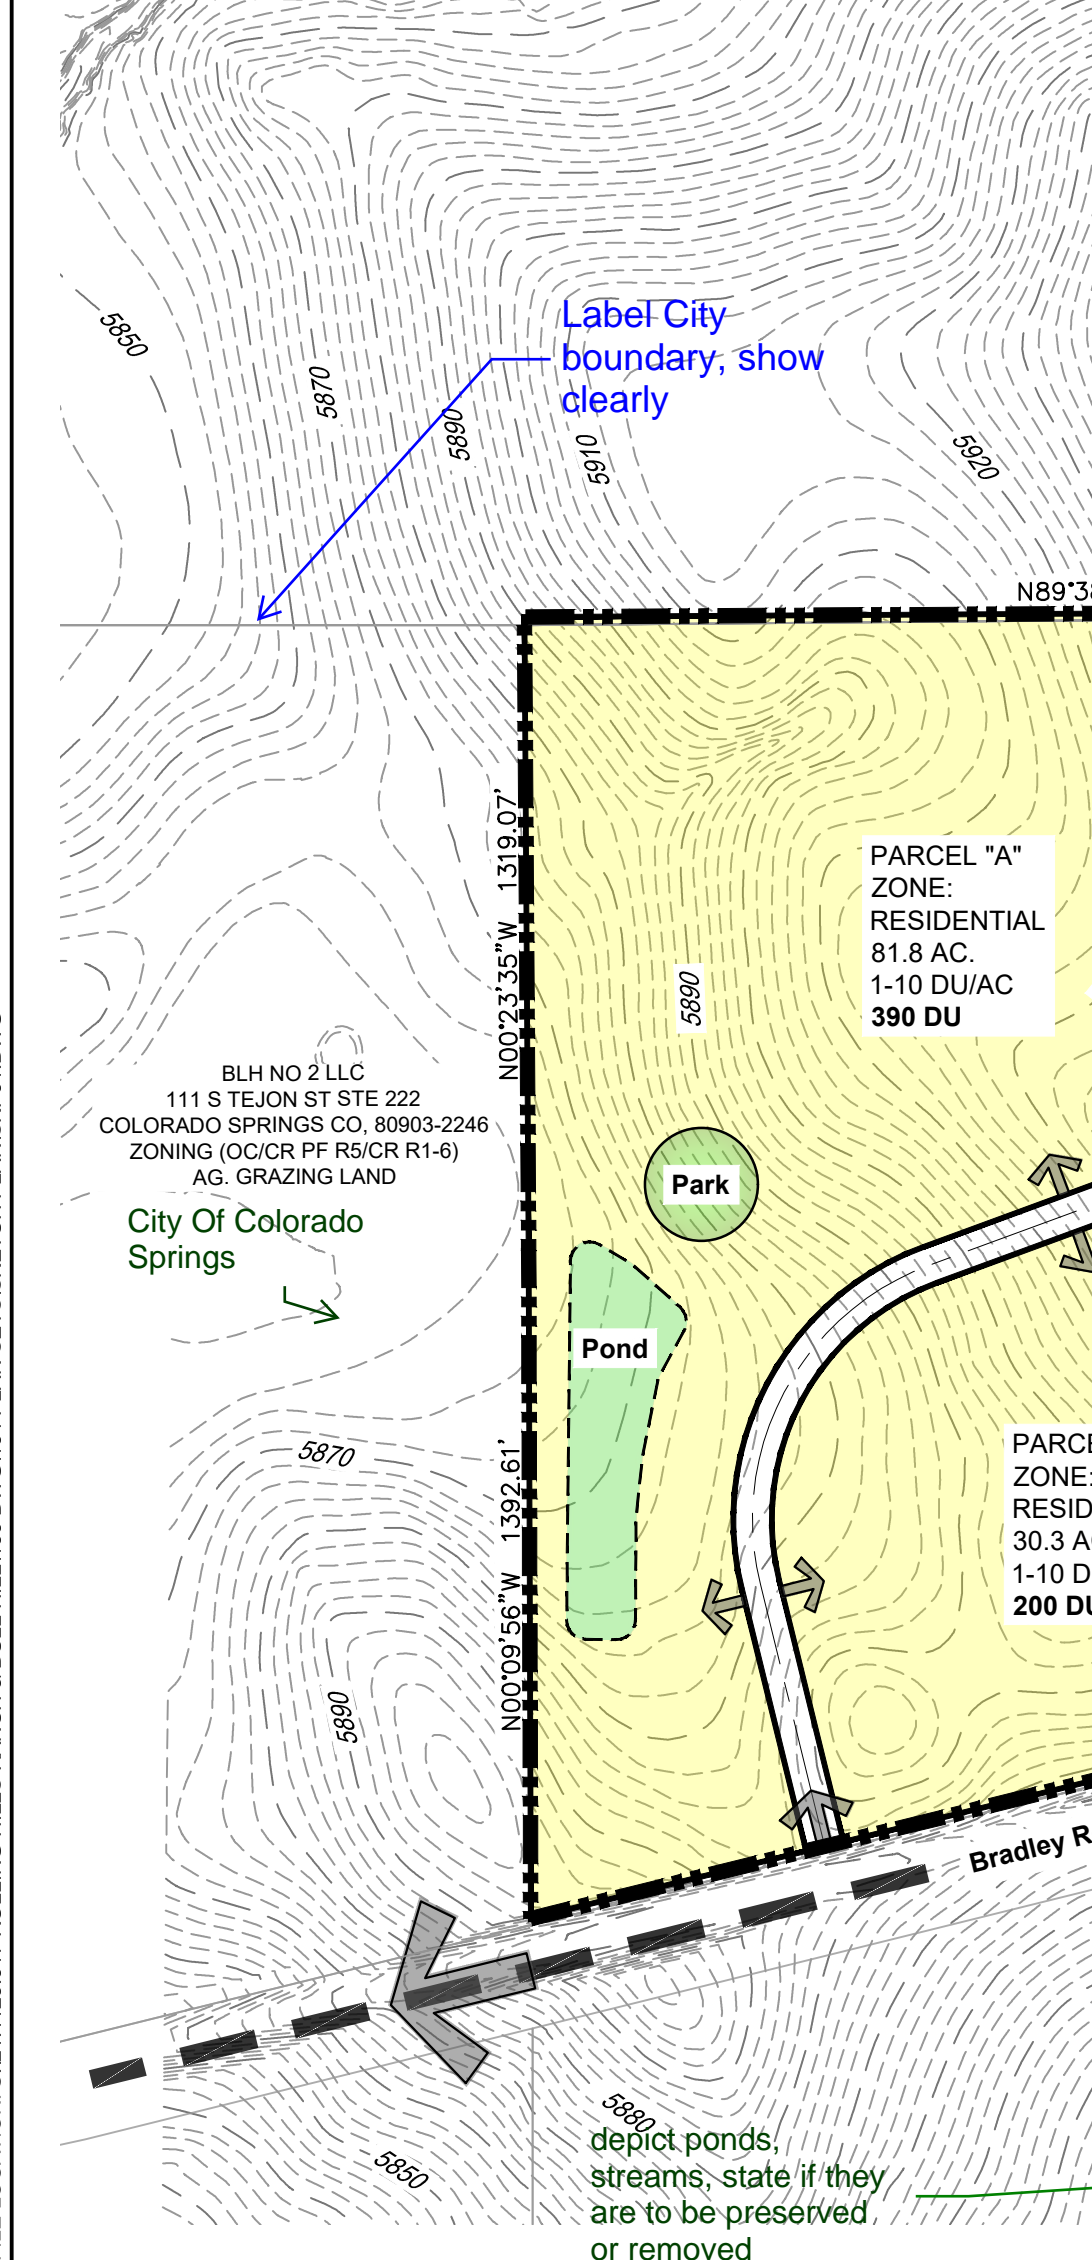 Label City
boundary, show
clearly
5850
5870
5890
5910
5920
N89°38
1319.07'
N00°23'35"W
PARCEL "A"
ZONE:
RESIDENTIAL
81.8 AC.
1-10 DU/AC
390 DU
5890
BLH NO 2 LLC
111 S TEJON ST STE 222
COLORADO SPRINGS CO, 80903-2246
ZONING (OC/CR PF R5/CR R1-6)
AG. GRAZING LAND
Park
City Of Colorado
Springs
Pond
5870
1392.61'
N00°09'56"W
PARCE
ZONE:
RESID
30.3 A
1-10 D
200 DU
5890
Bradley R
5880
5850
depict ponds,
streams, state if they
are to be preserved
or removed